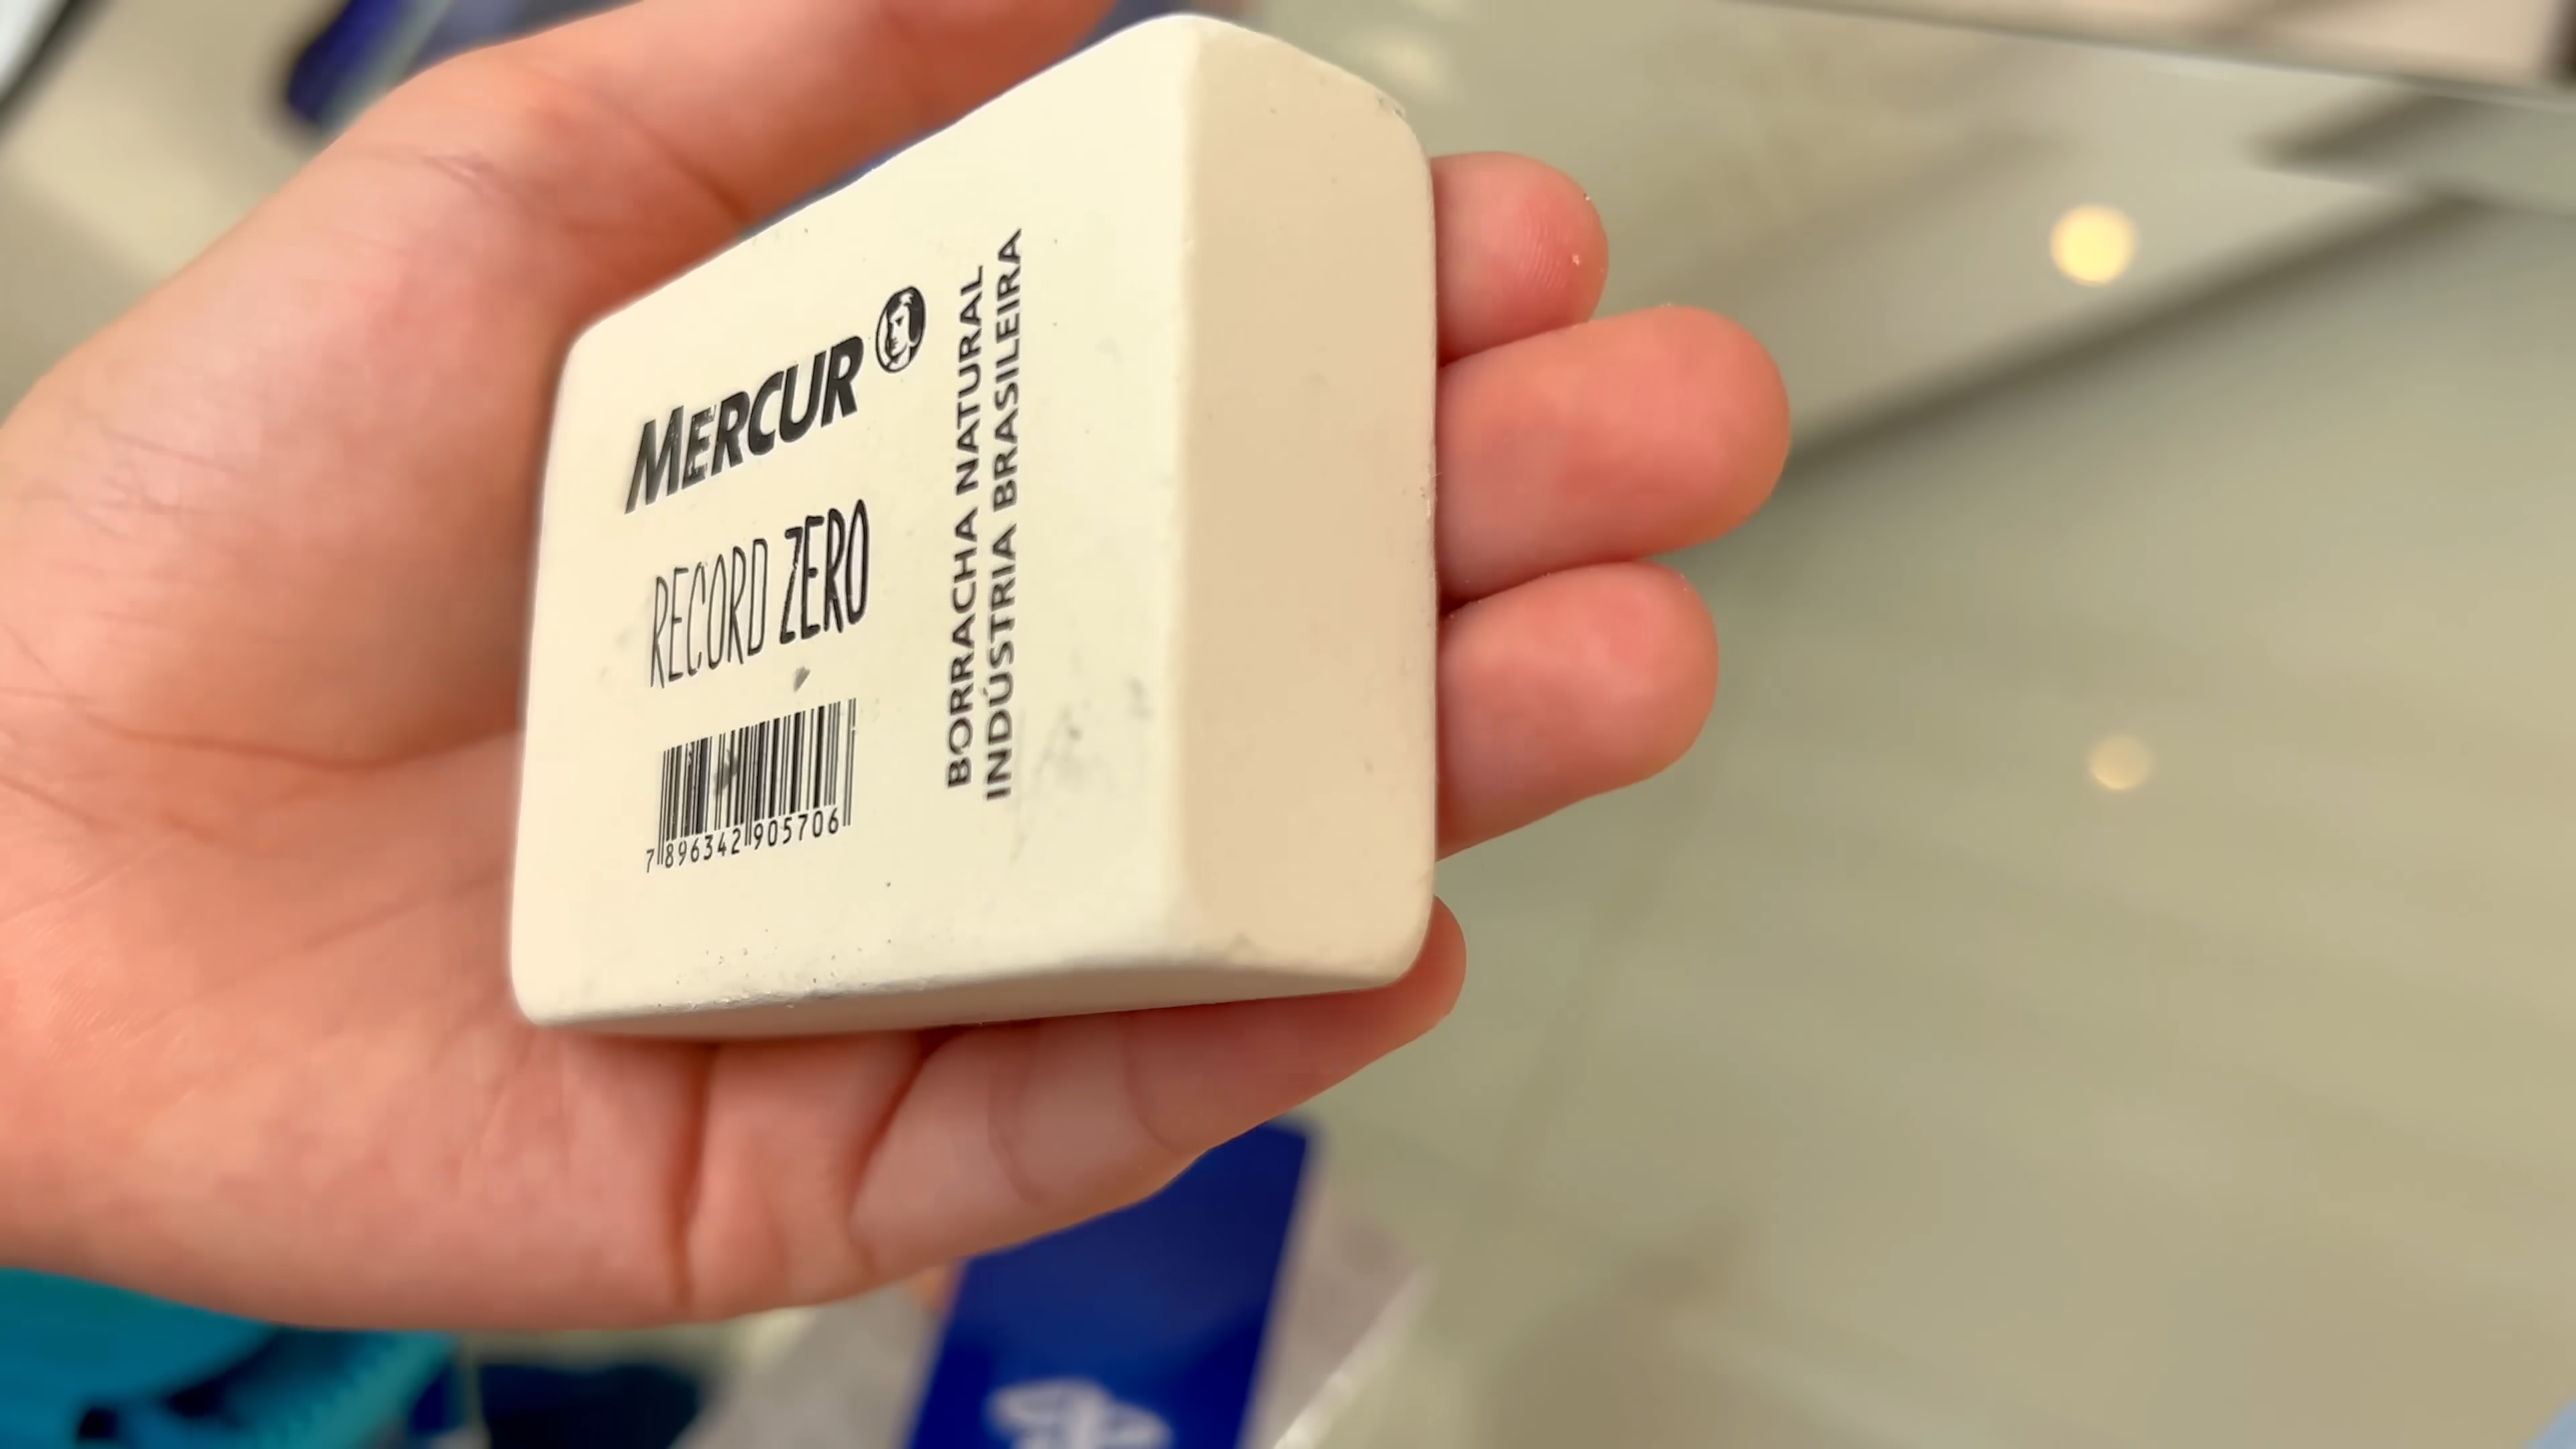 MERCUR
RECORD ZERO
7 896342 905706
BORRACHA NATURAL
INDÚSTRIA BRASILEIRA